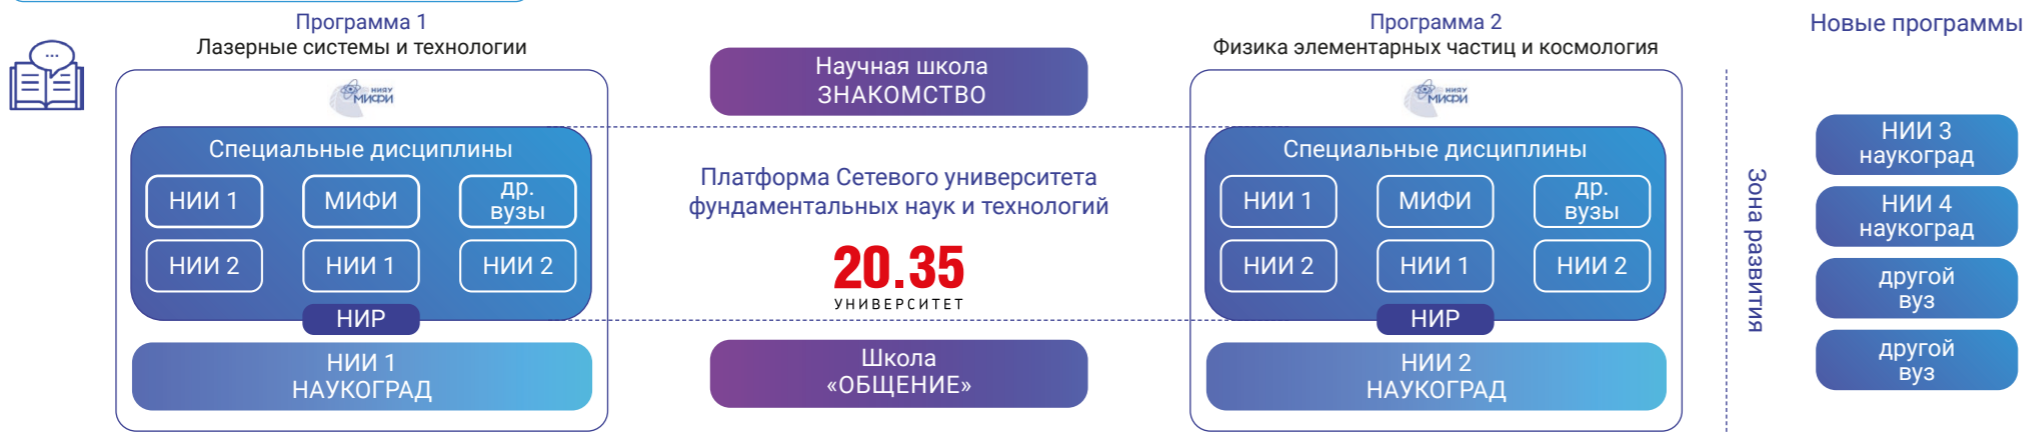 Программа 1
Лазерные системы и технологии
НИЯУ
МИФИ
Специальные дисциплины
НИИ 1
МИФИ
др.
вузы
НИИ 2
НИИ 1
НИИ 2
НИР
НИИ 1
НАУКОГРАД
Научная школа
ЗНАКОМСТВО
Платформа Сетевого университета
фундаментальных наук и технологий
20.35
УНИВЕРСИТЕТ
Школа
«ОБЩЕНИЕ»
Программа 2
Физика элементарных частиц и космология
НИЯУ
МИФИ
Специальные дисциплины
НИИ 1
МИФИ
др.
вузы
НИИ 2
НИИ 1
НИИ 2
НИР
НИИ 2
НАУКОГРАД
Зона развития
Новые программы
НИИ 3
наукоград
НИИ 4
наукоград
другой
вуз
другой
вуз